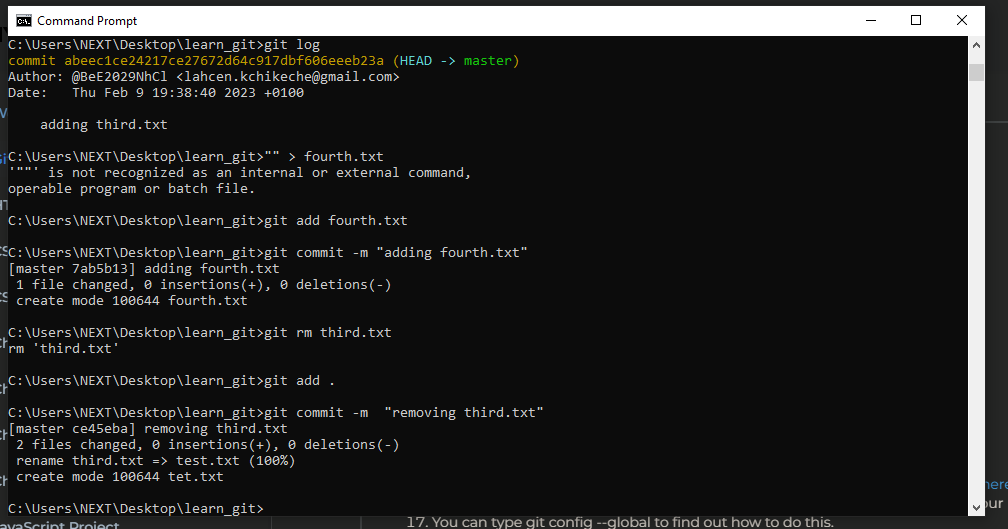 Command Prompt
C:\Users\NEXT\Desktop\learn_git>git log
commit abeec1ce24217ce27672d64c917dbf606eeeb23a (HEAD -> master)
Author: @BeE2029NhCl <lahcen.kchikeche@gmail.com>
Date:   Thu Feb 9 19:38:40 2023 +0100
    adding third.txt
C:\Users\NEXT\Desktop\learn_git>"" > fourth.txt
'""' is not recognized as an internal or external command,
operable program or batch file.
C:\Users\NEXT\Desktop\learn_git>git add fourth.txt
C:\Users\NEXT\Desktop\learn_git>git commit -m "adding fourth.txt"
[master 7ab5b13] adding fourth.txt
 1 file changed, 0 insertions(+), 0 deletions(-)
 create mode 100644 fourth.txt
C:\Users\NEXT\Desktop\learn_git>git rm third.txt
rm 'third.txt'
C:\Users\NEXT\Desktop\learn_git>git add .
C:\Users\NEXT\Desktop\learn_git>git commit -m  "removing third.txt"
[master ce45eba] removing third.txt
 2 files changed, 0 insertions(+), 0 deletions(-)
 rename third.txt => test.txt (100%)
 create mode 100644 tet.txt
C:\Users\NEXT\Desktop\learn_git>
17. You can type git config --global to find out how to do this.